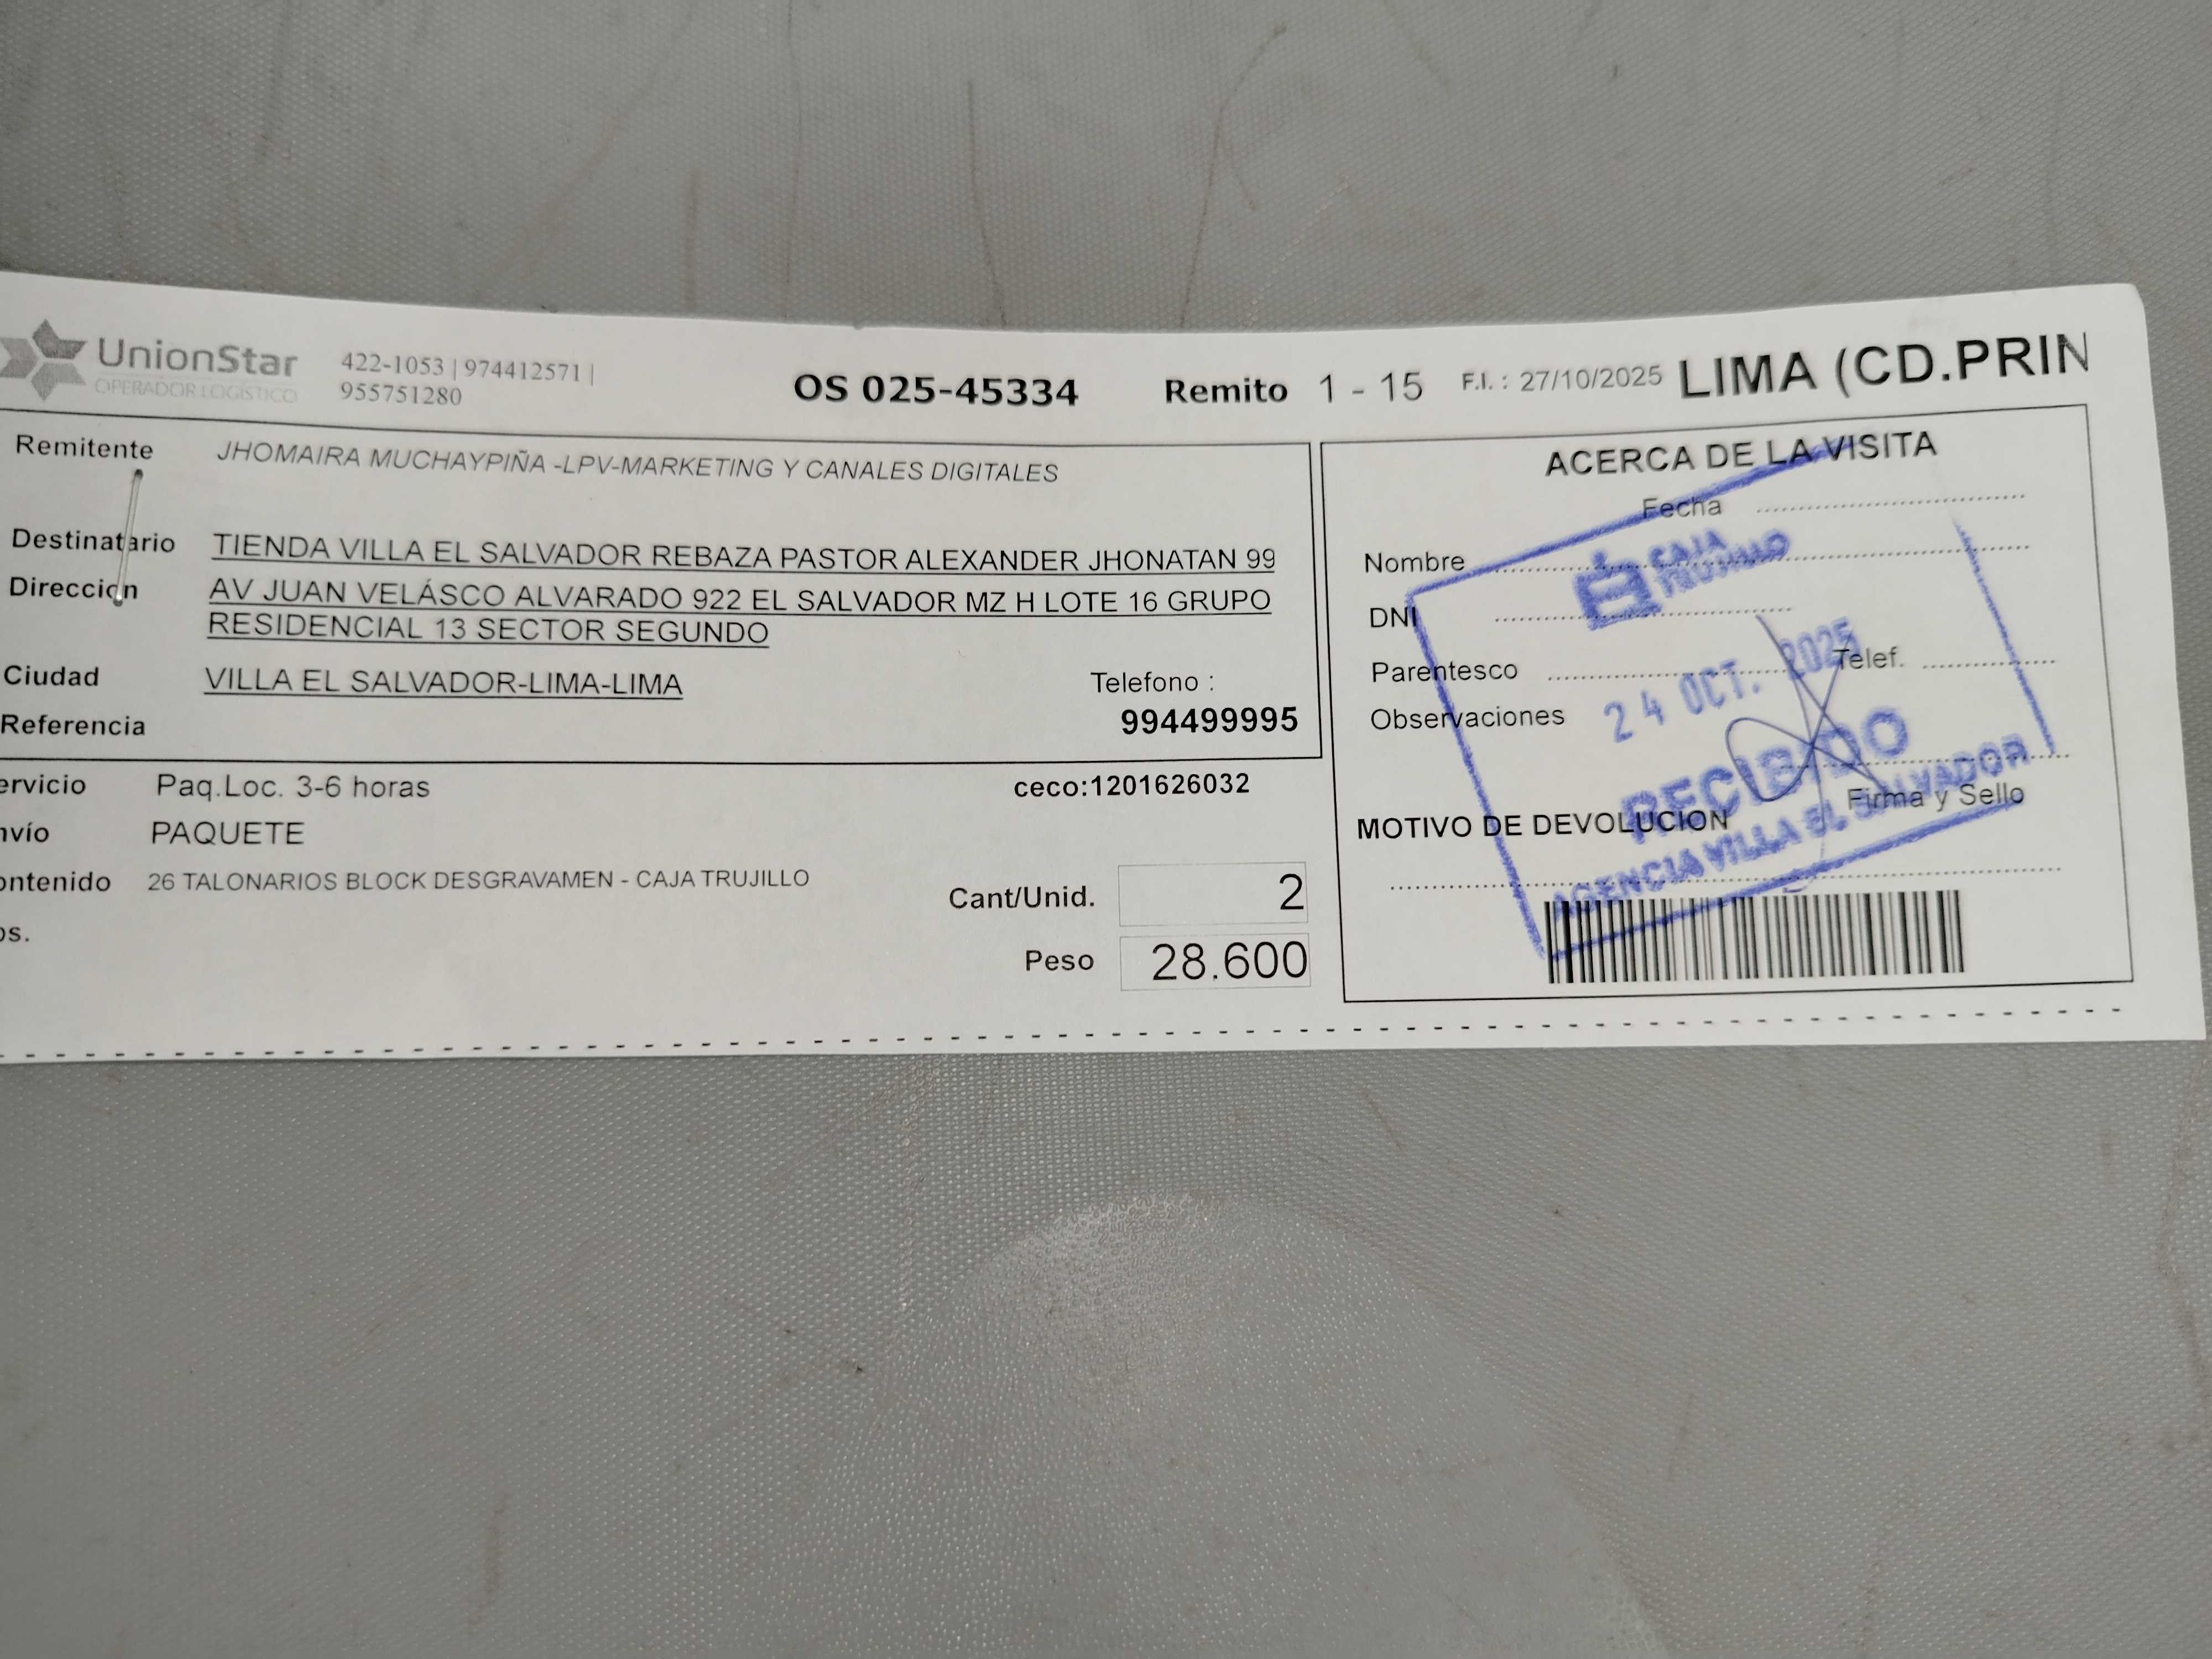 UnionStar
OPERADOR LOGÍSTICO
422-1053 | 974412571 |
955751280
OS 025-45334
Remito 1 - 15
F.I. : 27/10/2025
LIMA (CD.PRIN
Remitente JHOMAIRA MUCHAYPIÑA -LPV-MARKETING Y CANALES DIGITALES
Destinatario TIENDA VILLA EL SALVADOR REBAZA PASTOR ALEXANDER JHONATAN 99
Direccion AV JUAN VELÁSCO ALVARADO 922 EL SALVADOR MZ H LOTE 16 GRUPO
RESIDENCIAL 13 SECTOR SEGUNDO
Ciudad VILLA EL SALVADOR-LIMA-LIMA
Telefono :
994499995
Referencia
ervicio Paq.Loc. 3-6 horas
ceco:1201626032
nvío PAQUETE
ontenido 26 TALONARIOS BLOCK DESGRAVAMEN - CAJA TRUJILLO
Cant/Unid. 2
os.
Peso 28.600
ACERCA DE LA VISITA
Fecha
Nombre
DNI
Parentesco
Telef.
Observaciones
Firma y Sello
MOTIVO DE DEVOLUCION
CAJA
TRUJILLO
24 OCT. 2025
RECIBIDO
AGENCIA VILLA EL SALVADOR